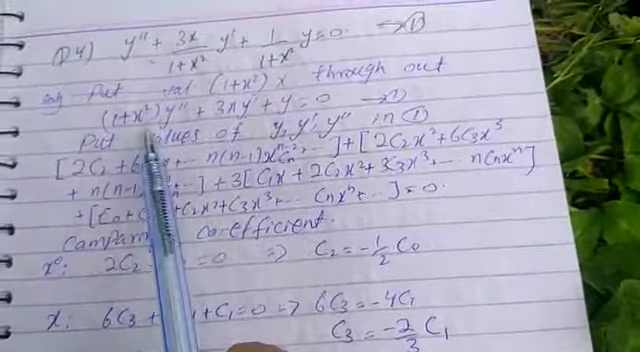 Q4) y'' + 3x/(1+x²) y' + 1/(1+x²) y = 0 → ①
Put (1+x²) x through out
(1+x²)y'' + 3xy' + y = 0 → ①
Put values of y, y', y'' in ①
[2C₂ + 6 ... n(n-1)xⁿ⁻²Cₙ ...] + [2C₂x² + 6C₃x³
+ n(n-1) ...] + 3[C₁x + 2C₂x² + 3C₃x³ + ... nCₙxⁿ]
+ [C₀ + C ... + C₂x² + C₃x³ + ... Cₙxⁿ + ..] = 0.
co-efficient.
x⁰: 2C₂ = 0 ⇒ C₂ = -1/2 C₀
x: 6C₃ + 1 + C₁ = 0 ⇒ 6C₃ = -4C₁
C₃ = -2/3 C₁